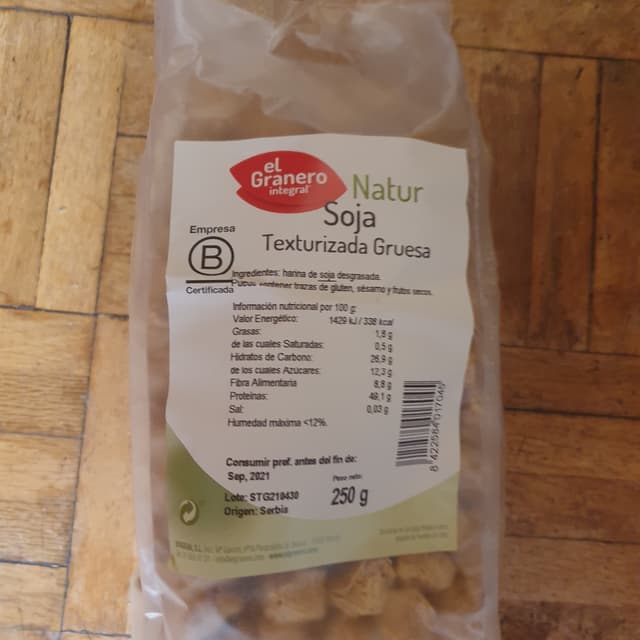 el
Granero
integral
Natur
Soja
Texturizada Gruesa
Empresa
B
Certificada
Ingredientes: harina de soja desgrasada.
Puede contener trazas de gluten, sésamo y frutos secos.
Información nutricional por 100 g:
Valor Energético: 1429 kJ / 338 kcal
Grasas: 1,8 g
de las cuales Saturadas: 0,5 g
Hidratos de Carbono: 26,9 g
de los cuales Azúcares: 12,3 g
Fibra Alimentaria 8,8 g
Proteínas: 49,1 g
Sal: 0,03 g
Humedad máxima <12%.
Consumir pref. antes del fin de:
Sep, 2021
Peso neto:
250 g
Lote: STG210430
Origen: Serbia
8 422584 017045